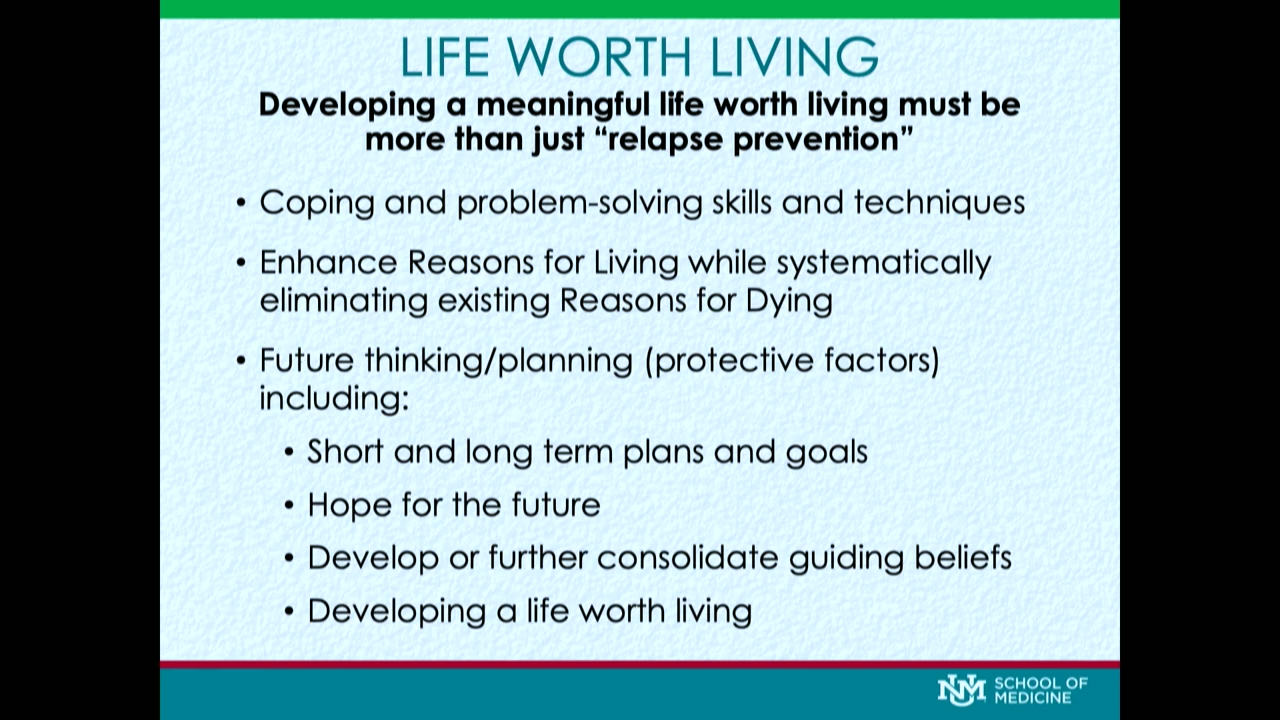 LIFE WORTH LIVING
Developing a meaningful life worth living must be
more than just “relapse prevention”
• Coping and problem-solving skills and techniques
• Enhance Reasons for Living while systematically
eliminating existing Reasons for Dying
• Future thinking/planning (protective factors)
including:
• Short and long term plans and goals
• Hope for the future
• Develop or further consolidate guiding beliefs
• Developing a life worth living
UNM SCHOOL OF
MEDICINE